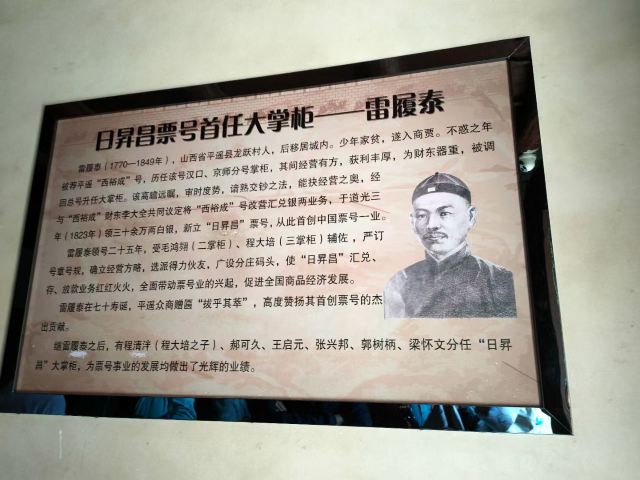 日昇昌票号首任大掌柜——雷履泰
雷履泰（1770—1849年），山西省平遥县龙跃村人，后移居城内。少年家贫，遂入商贾。不惑之年
被荐平遥“西裕成”号，历任该号汉口、京师分号掌柜，其间经营有方，获利丰厚，为财东器重，被调
回总号升任大掌柜。该高瞻远瞩，审时度势，谙熟交钞之法，能抉经营之奥，经
与“西裕成”财东李大全共同议定将“西裕成”号改营汇兑银两业务，于道光三
年（1823年）领三十余万两白银，新立“日昇昌”票号，从此首创中国票号一业。
雷履泰领号二十五年，受毛鸿翙（二掌柜）、程大培（三掌柜）辅佐，严订
号章号规，确立经营方略，选派得力伙友，广设分庄码头，使“日昇昌”汇兑、
存、放款业务红红火火，全面带动票号业的兴起，促进全国商品经济发展。
雷履泰在七十寿诞，平遥众商赠匾“拔乎其萃”，高度赞扬其首创票号的杰
出贡献。
继雷履泰之后，有程清泮（程大培之子）、郝可久、王启元、张兴邦、郭树柄、梁怀文分任“日昇
昌”大掌柜，为票号事业的发展均做出了光辉的业绩。